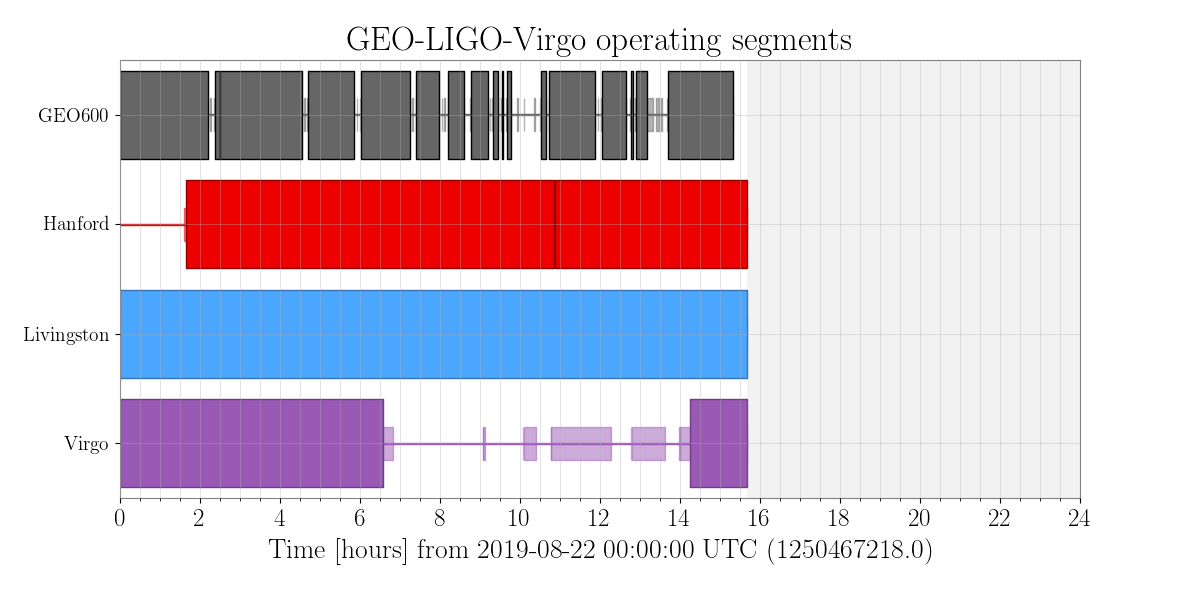 GEO-LIGO-Virgo operating segments
GEO600
Hanford
Livingston
Virgo
0 2 4 6 8 10 12 14 16 18 20 22 24
Time [hours] from 2019-08-22 00:00:00 UTC (1250467218.0)